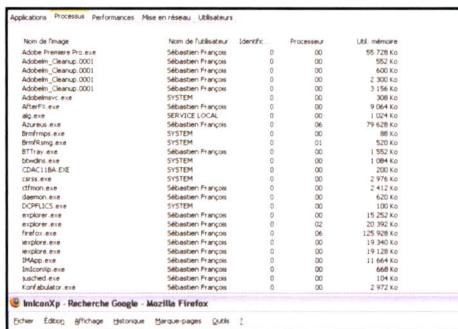 Applications Processus Performances Mise en réseau Utilisateurs
Nom de l'image Nom de l'utilisateur Identific... Processeur Util. mémoire
Adobe Premiere Pro.exe Sébastien François 0 00 55 728 Ko
Adobelm_Cleanup.0001 Sébastien François 0 00 552 Ko
Adobelm_Cleanup.0001 Sébastien François 0 00 600 Ko
Adobelm_Cleanup.0001 Sébastien François 0 00 2 300 Ko
Adobelm_Cleanup.0001 Sébastien François 0 00 3 156 Ko
Adobelmsvc.exe SYSTEM 0 00 308 Ko
AfterFX.exe Sébastien François 0 00 9 064 Ko
alg.exe SERVICE LOCAL 0 00 1 024 Ko
Azureus.exe Sébastien François 0 06 79 628 Ko
Brmfrmps.exe SYSTEM 0 00 88 Ko
BrmfRsmg.exe SYSTEM 0 01 520 Ko
BTTray.exe Sébastien François 0 00 1 552 Ko
btwdins.exe SYSTEM 0 00 1 084 Ko
CDAC11BA.EXE SYSTEM 0 00 200 Ko
csrss.exe SYSTEM 0 00 2 976 Ko
ctfmon.exe Sébastien François 0 00 2 412 Ko
daemon.exe Sébastien François 0 00 620 Ko
DCPFLICS.exe SYSTEM 0 00 100 Ko
explorer.exe Sébastien François 0 00 15 252 Ko
explorer.exe Sébastien François 0 02 20 392 Ko
firefox.exe Sébastien François 0 06 125 928 Ko
iexplore.exe Sébastien François 0 00 19 340 Ko
iexplore.exe Sébastien François 0 00 19 128 Ko
IMApp.exe Sébastien François 0 00 11 664 Ko
ImIconXp.exe Sébastien François 0 00 668 Ko
jusched.exe Sébastien François 0 00 104 Ko
Konfabulator.exe Sébastien François 0 00 2 972 Ko
ImIconXp - Recherche Google - Mozilla Firefox
Fichier Édition Affichage Historique Marque-pages Outils ?